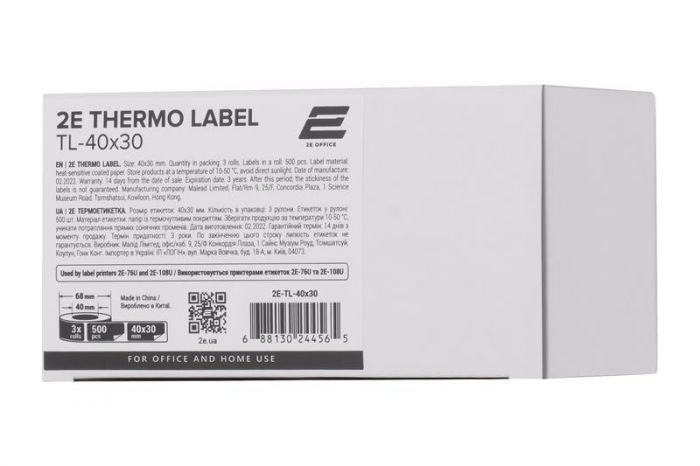 2E THERMO LABEL
TL-40x30
2E OFFICE
EN | 2E THERMO LABEL. Size: 40x30 mm. Quantity in packing: 3 rolls. Labels in a roll: 500 pcs. Label material
heat-sensitive coated paper. Store products at a temperature of 10-50 °C, avoid direct sunlight. Date of manufacture:
02.2022. Warranty: 14 days from the date of sale. Expiration date: 3 years. After this period, the stickiness of the
labels is not guaranteed. Manufacturing company: Malead Limited, Flat/Rm 9, 25/F, Concordia Plaza, 1 Science
Museum Road, Tsimshatsui, Kowloon, Hong Kong.
UA | 2E ТЕРМОЕТИКЕТКА. Розмір етикеток: 40х30 мм. Кількість в упаковці: 3 рулони. Етикеток у рулоні:
500 шт. Матеріал етикетки: папір із термочутливим покриттям. Зберігати продукцію за температури 10-50 °С,
уникати потрапляння прямих сонячних променів. Дата виготовлення: 02.2022. Гарантійний термін: 14 днів
з моменту продажу. Термін придатності: 3 роки. По закінченню цього строку липкість етикеток не
гарантована. Виробник: Малід Лімітед, офіс/каб. 9, 25/Ф Конкордія Плаза, 1 Сайнс Музіум Роуд, Тсімшатсуй,
Коулун, Гонк Конг. Імпортер в Україні: ІП «ЛОГІН», вул. Марка Вовчка, буд. 18-А, м. Київ, 04073.
Used by label printers 2E-76U and 2E-108U / Використовується принтерами етикеток 2E-76U та 2E-108U
68 mm
40 mm
Made in China /
Вироблено в Китаї.
3x
rolls
500
pcs
40x30
mm
2e.ua
2E-TL-40x30
6 88130 24456 5
FOR OFFICE AND HOME USE